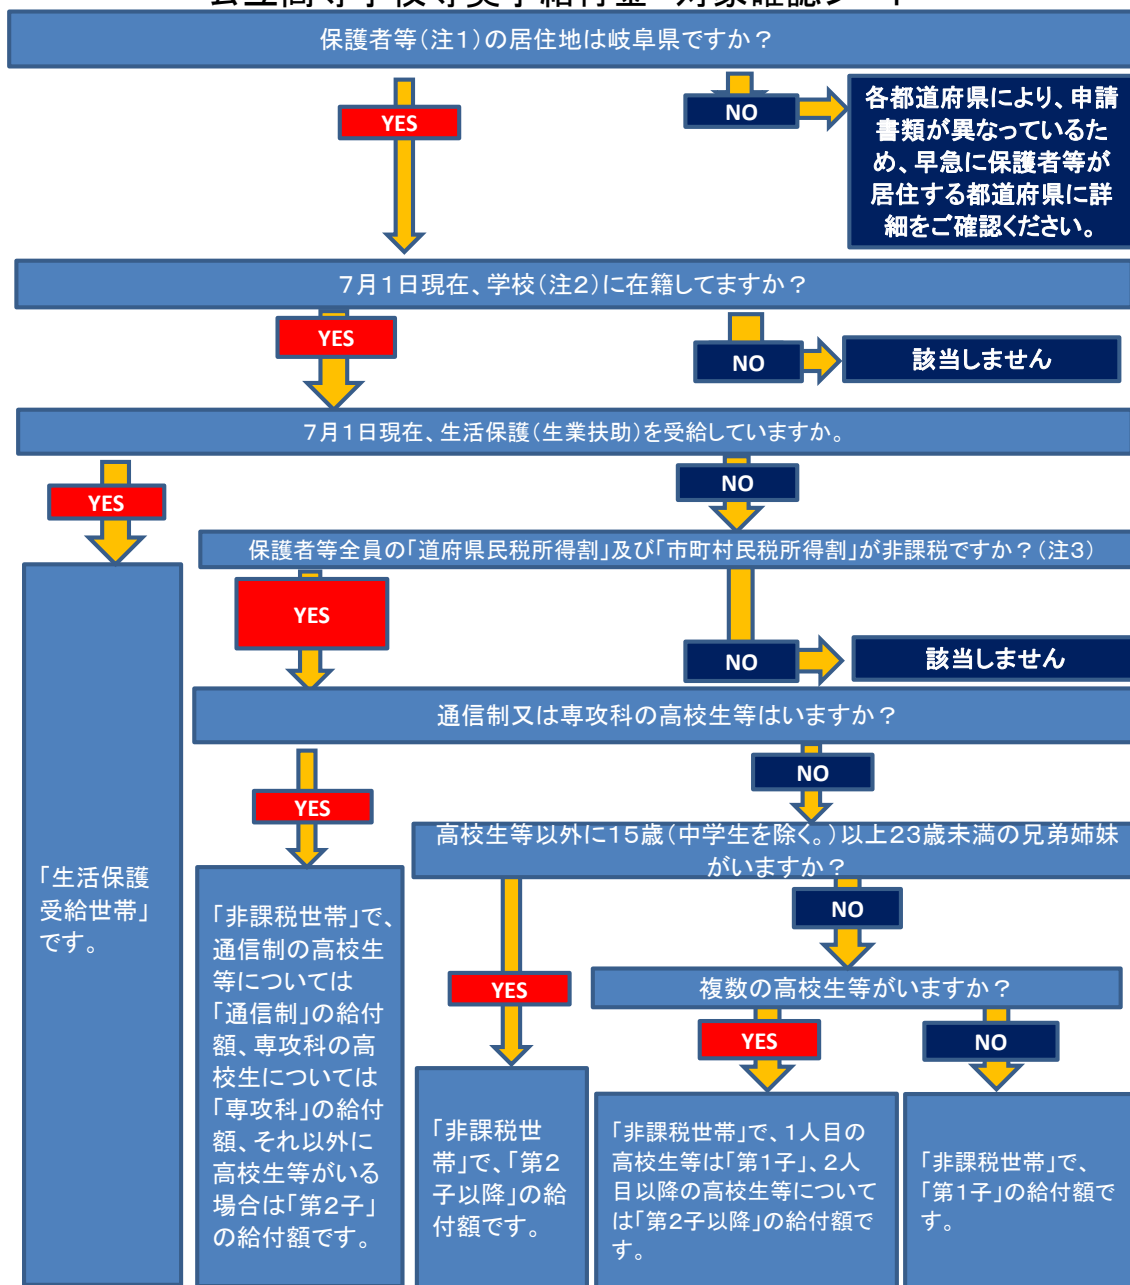 保護者等(注1)の居住地は岐阜県ですか?
YES
NO
各都道府県により、申請
書類が異なっているた
め、早急に保護者等が
居住する都道府県に詳
細をご確認ください。
7月1日現在、学校(注2)に在籍してますか?
YES
NO
該当しません
7月1日現在、生活保護(生業扶助)を受給していますか。
YES
NO
保護者等全員の「道府県民税所得割」及び「市町村民税所得割」が非課税ですか?(注3)
YES
NO
該当しません
通信制又は専攻科の高校生等はいますか?
YES
NO
高校生等以外に15歳(中学生を除く。)以上23歳未満の兄弟姉妹
がいますか?
YES
NO
複数の高校生等がいますか?
YES
NO
「生活保護
受給世帯」
です。
「非課税世帯」で、
通信制の高校生
等については
「通信制」の給付
額、専攻科の高
校生については
「専攻科」の給付
額、それ以外に
高校生等がいる
場合は「第2子」
の給付額です。
「非課税世
帯」で、「第2
子以降」の給
付額です。
「非課税世帯」で、1人目の
高校生等は「第1子」、2人
目以降の高校生等について
は「第2子以降」の給付額で
す。
「非課税世帯」で、
「第1子」の給付額で
す。